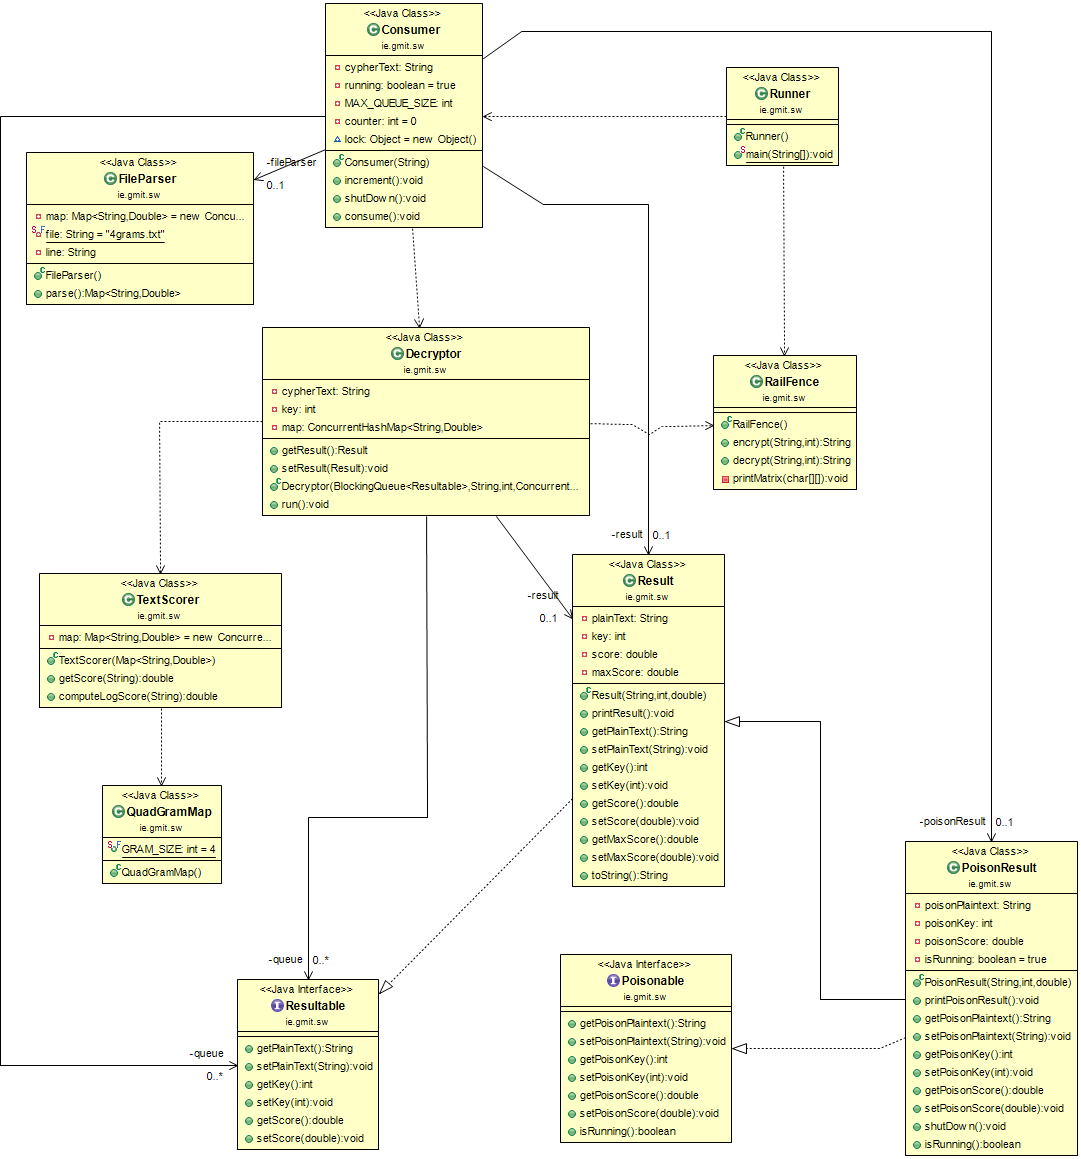 <<Java Class>>
Consumer
ie.gmit.sw
cypherText: String
running: boolean = true
MAX_QUEUE_SIZE: int
counter: int = 0
lock: Object = new Object()
Consumer(String)
increment():void
shutDown():void
consume():void
<<Java Class>>
Runner
ie.gmit.sw
Runner()
main(String[]):void
-fileParser
0..1
<<Java Class>>
FileParser
ie.gmit.sw
map: Map<String,Double> = new Concu...
file: String = "4grams.txt"
line: String
FileParser()
parse():Map<String,Double>
<<Java Class>>
Decryptor
ie.gmit.sw
cypherText: String
key: int
map: ConcurrentHashMap<String,Double>
getResult():Result
setResult(Result):void
Decryptor(BlockingQueue<Resultable>,String,int,Concurrent...
run():void
<<Java Class>>
RailFence
ie.gmit.sw
RailFence()
encrypt(String,int):String
decrypt(String,int):String
printMatrix(char[][]):void
-result 0..1
-result
0..1
<<Java Class>>
TextScorer
ie.gmit.sw
map: Map<String,Double> = new Concurre...
TextScorer(Map<String,Double>)
getScore(String):double
computeLogScore(String):double
<<Java Class>>
Result
ie.gmit.sw
plainText: String
key: int
score: double
maxScore: double
Result(String,int,double)
printResult():void
getPlainText():String
setPlainText(String):void
getKey():int
setKey(int):void
getScore():double
setScore(double):void
getMaxScore():double
setMaxScore(double):void
toString():String
<<Java Class>>
QuadGramMap
ie.gmit.sw
GRAM_SIZE: int = 4
QuadGramMap()
-poisonResult 0..1
<<Java Class>>
PoisonResult
ie.gmit.sw
poisonPlaintext: String
poisonKey: int
poisonScore: double
isRunning: boolean = true
PoisonResult(String,int,double)
printPoisonResult():void
getPoisonPlaintext():String
setPoisonPlaintext(String):void
getPoisonKey():int
setPoisonKey(int):void
getPoisonScore():double
setPoisonScore(double):void
shutDown():void
isRunning():boolean
-queue 0..*
-queue
0..*
<<Java Interface>>
Resultable
ie.gmit.sw
getPlainText():String
setPlainText(String):void
getKey():int
setKey(int):void
getScore():double
setScore(double):void
<<Java Interface>>
Poisonable
ie.gmit.sw
getPoisonPlaintext():String
setPoisonPlaintext(String):void
getPoisonKey():int
setPoisonKey(int):void
getPoisonScore():double
setPoisonScore(double):void
isRunning():boolean